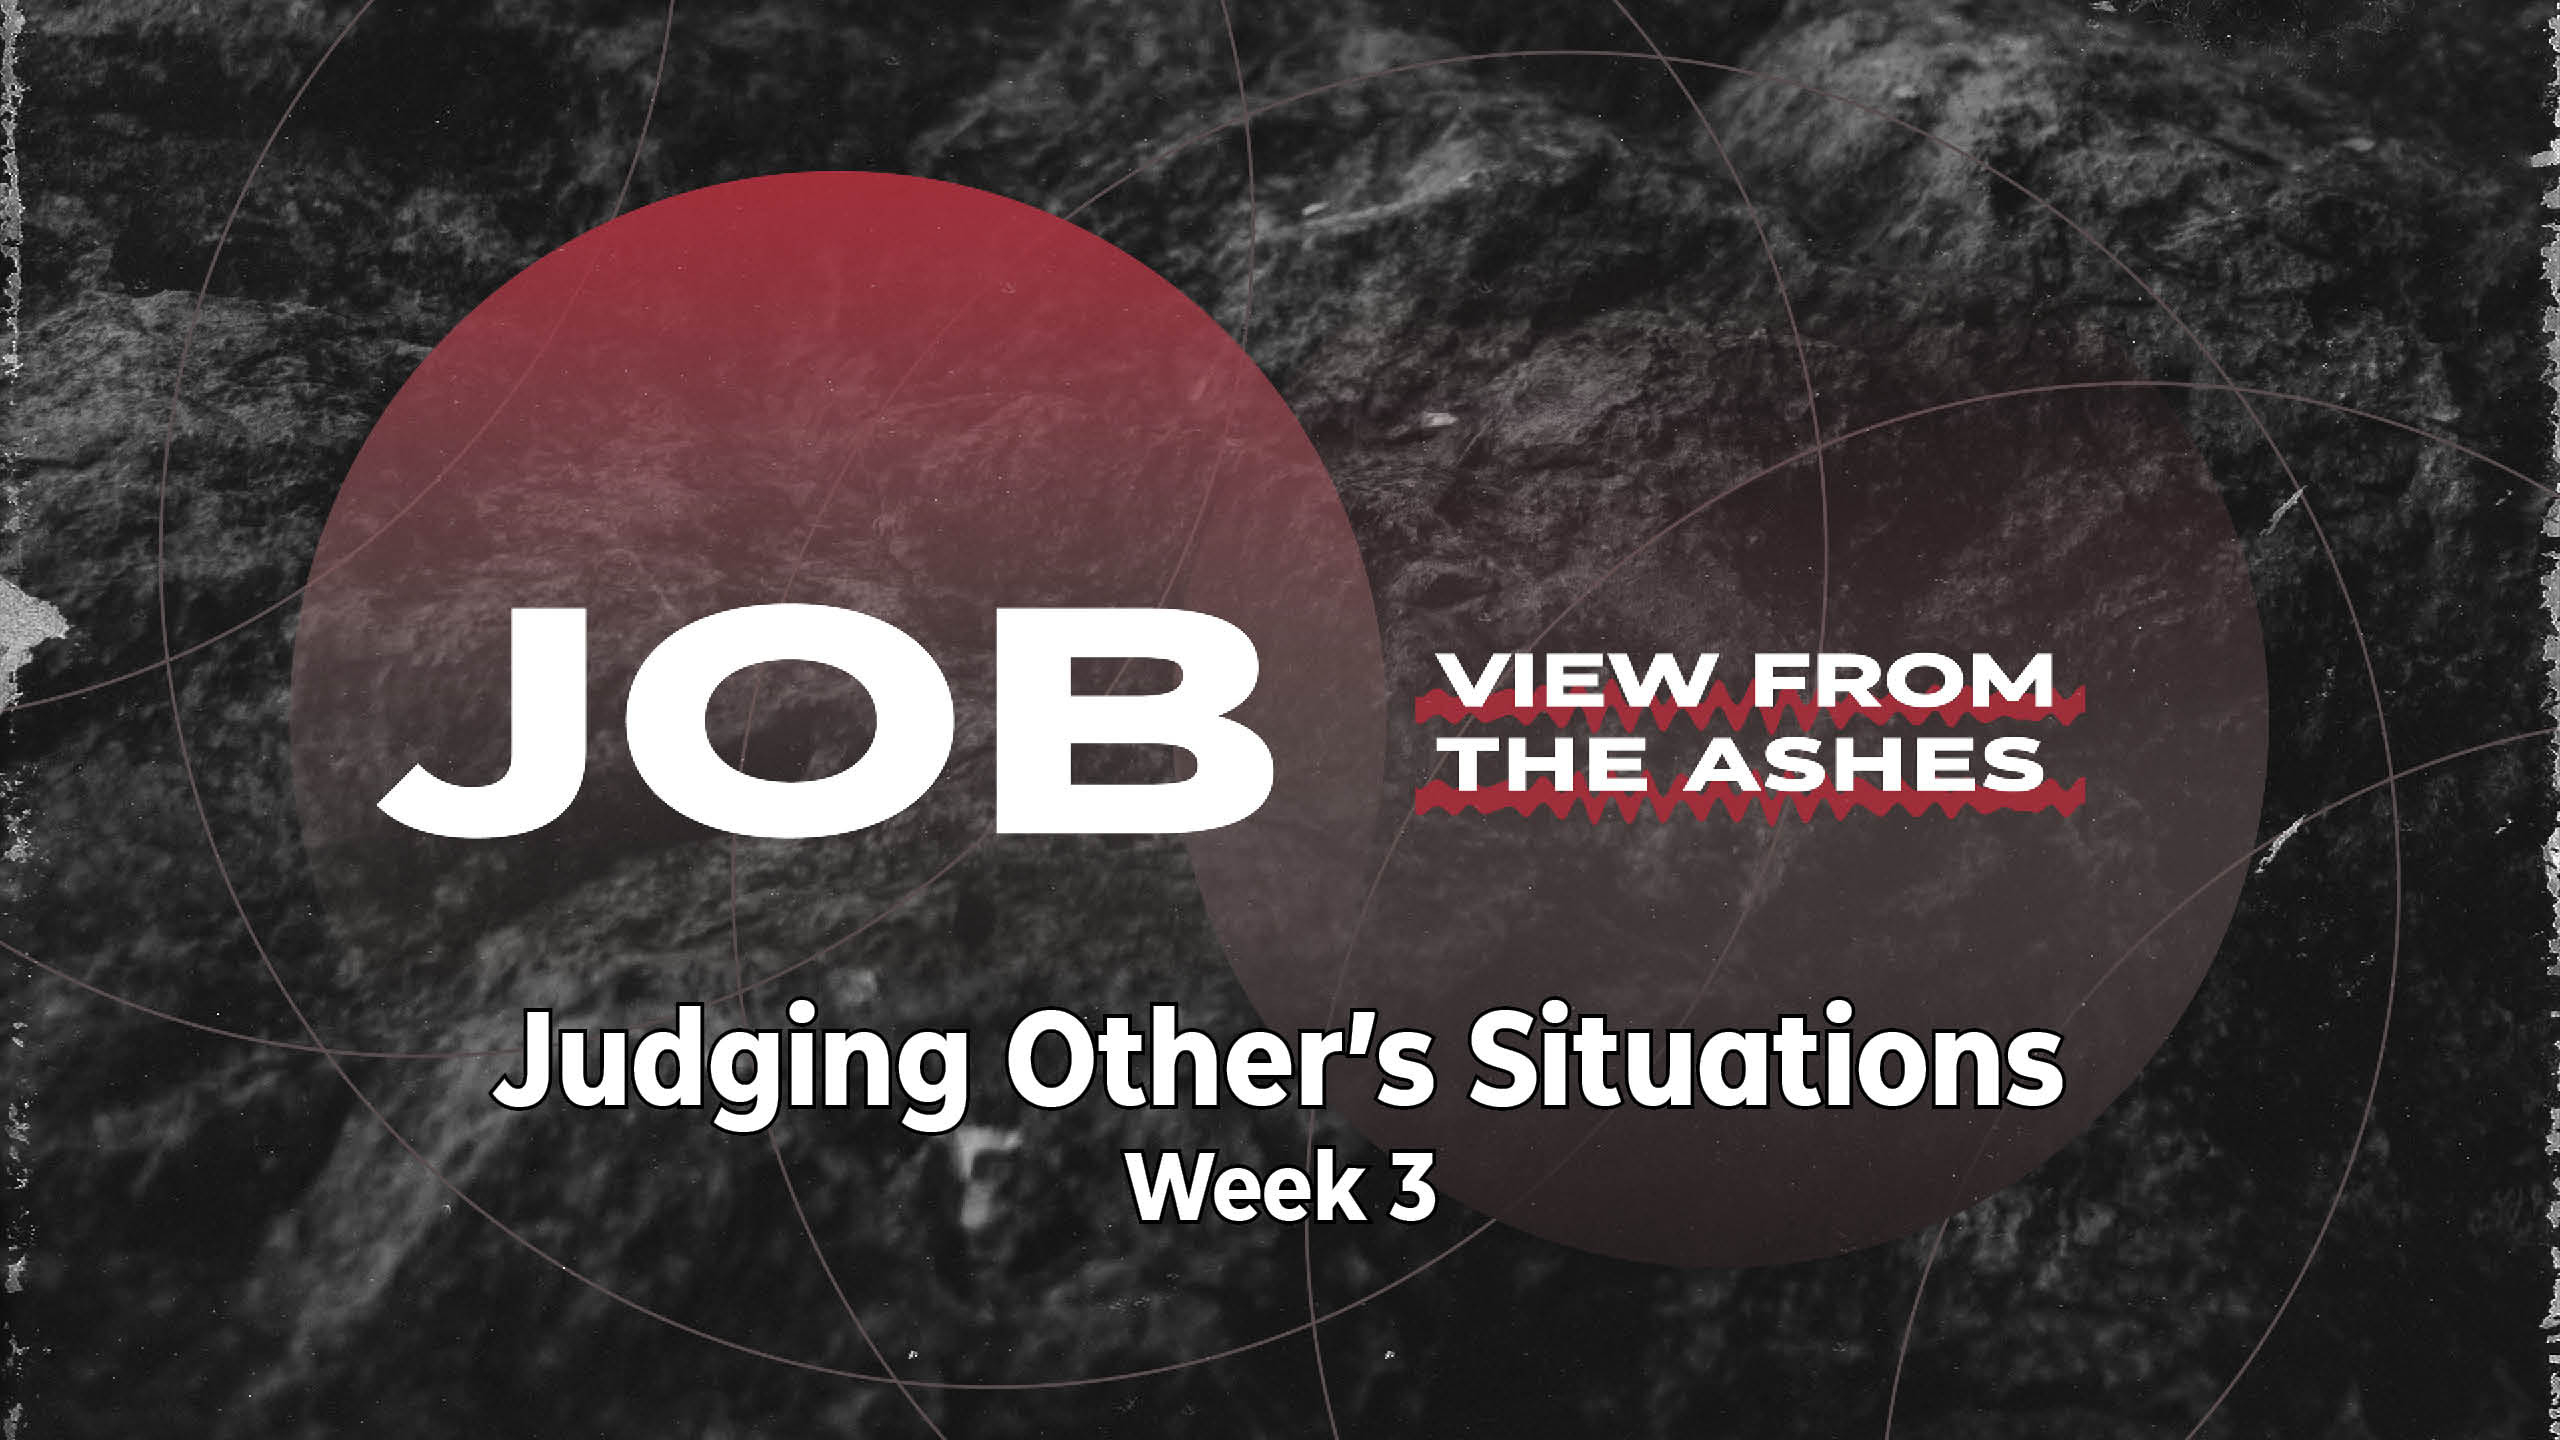 JOB
VIEW FROM
THE ASHES
Judging Other's Situations
Week 3